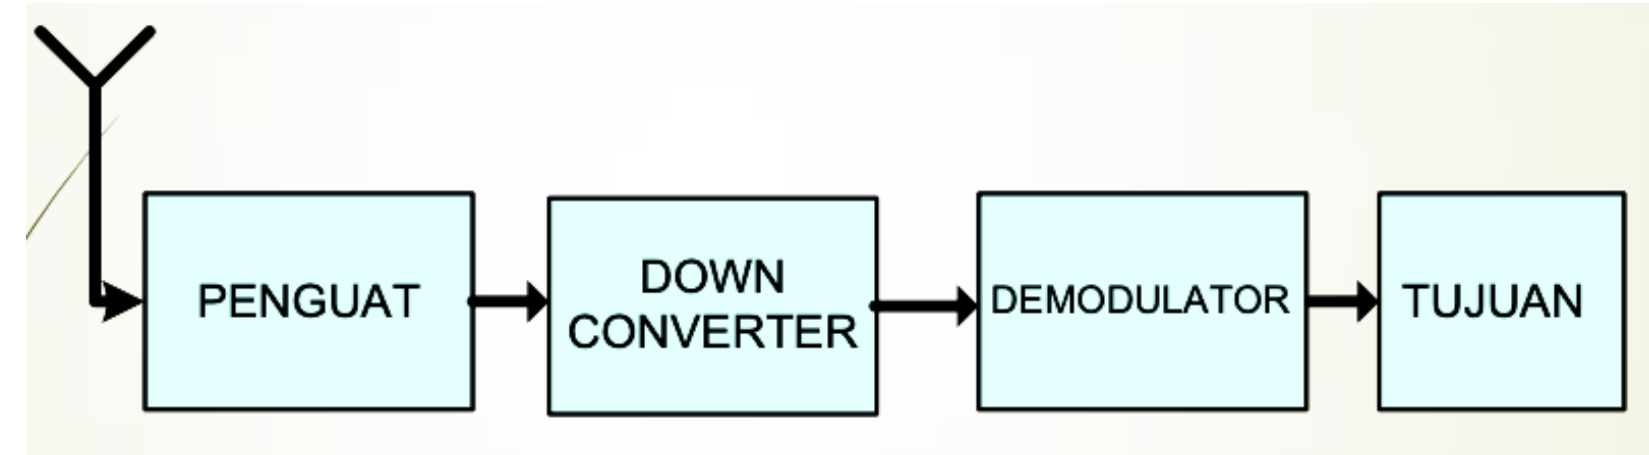 PENGUAT
DOWN
CONVERTER
DEMODULATOR
TUJUAN